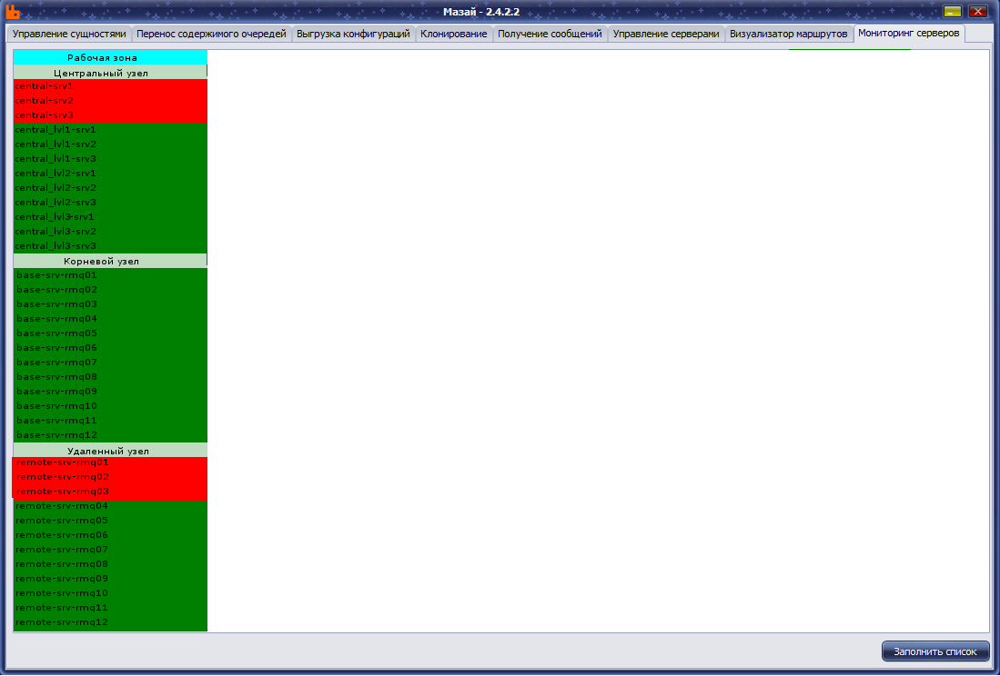 Мазай - 2.4.2.2
Управление сущностями Перенос содержимого очередей Выгрузка конфигураций Клонирование Получение сообщений Управление серверами Визуализатор маршрутов Мониторинг серверов
Рабочая зона
Центральный узел
central-srv1
central-srv2
central-srv3
central_lvl1-srv1
central_lvl1-srv2
central_lvl1-srv3
central_lvl2-srv1
central_lvl2-srv2
central_lvl2-srv3
central_lvl3-srv1
central_lvl3-srv2
central_lvl3-srv3
Корневой узел
base-srv-rmq01
base-srv-rmq02
base-srv-rmq03
base-srv-rmq04
base-srv-rmq05
base-srv-rmq06
base-srv-rmq07
base-srv-rmq08
base-srv-rmq09
base-srv-rmq10
base-srv-rmq11
base-srv-rmq12
Удаленный узел
remote-srv-rmq01
remote-srv-rmq02
remote-srv-rmq03
remote-srv-rmq04
remote-srv-rmq05
remote-srv-rmq06
remote-srv-rmq07
remote-srv-rmq08
remote-srv-rmq09
remote-srv-rmq10
remote-srv-rmq11
remote-srv-rmq12
Заполнить список